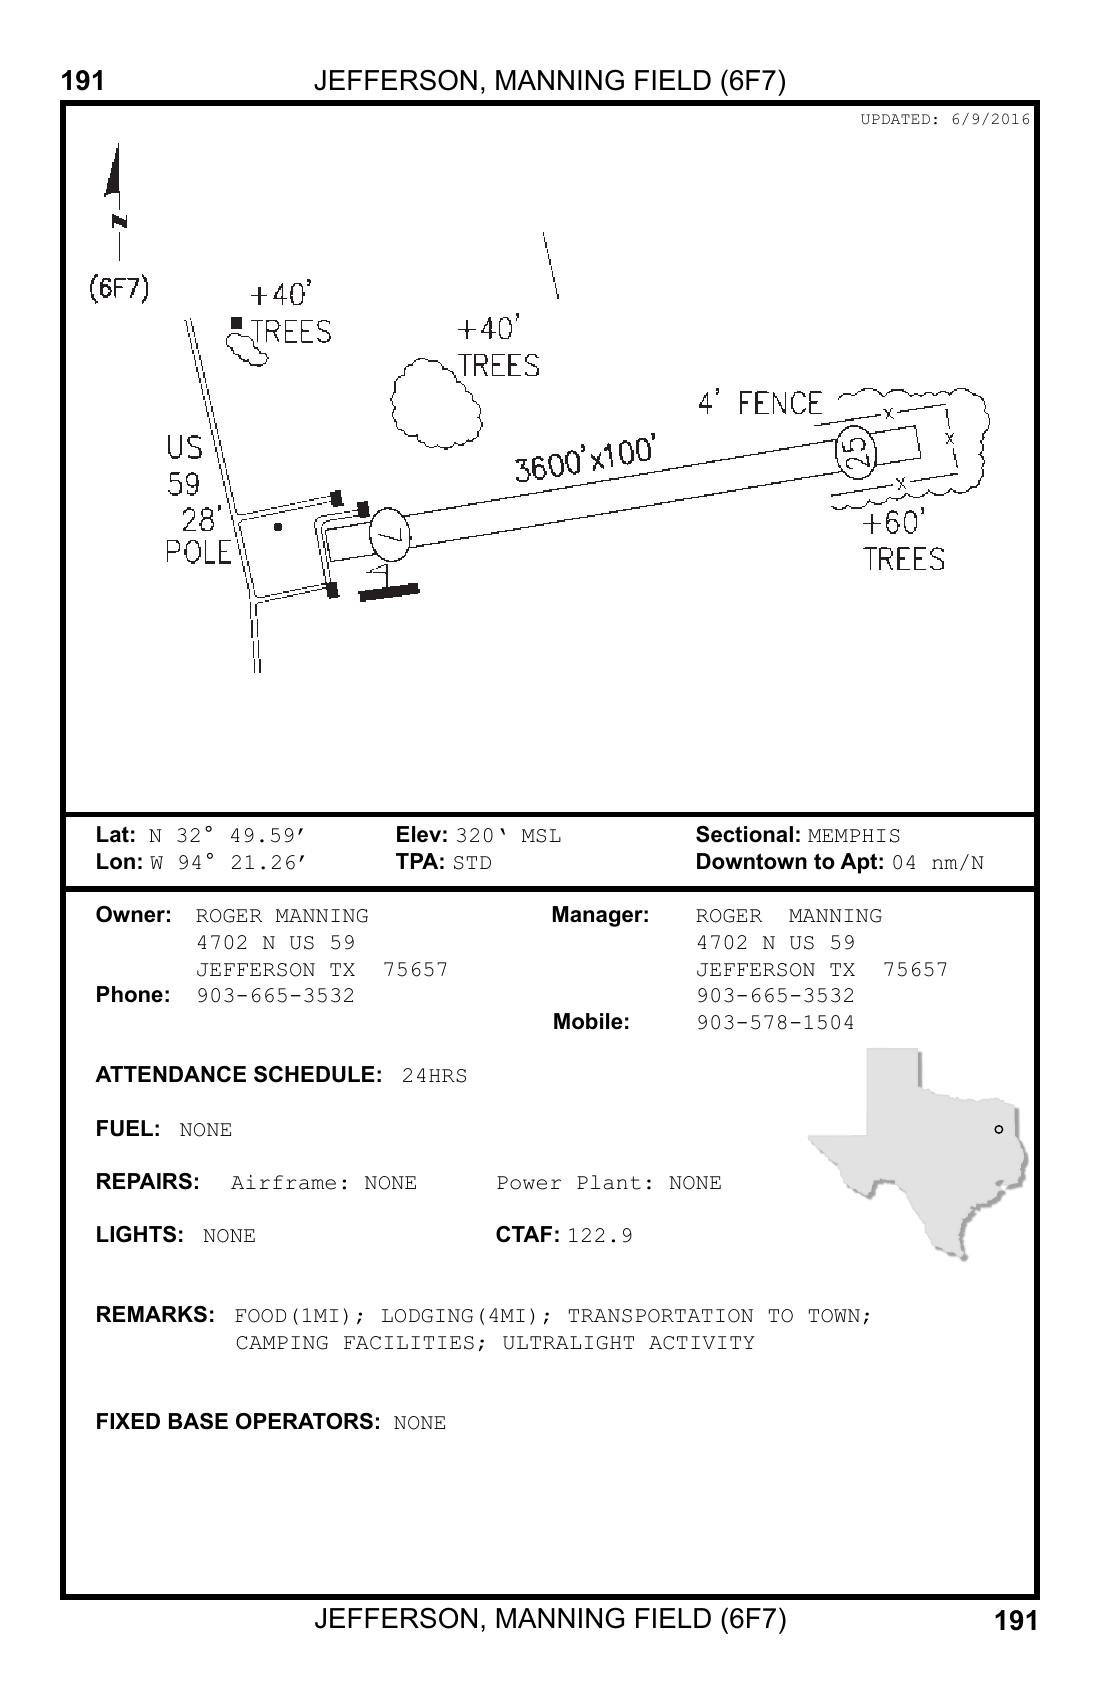 191 JEFFERSON, MANNING FIELD (6F7)
UPDATED: 6/9/2016
N
(6F7)
+40'
TREES
+40'
TREES
4' FENCE
US
59
3600'x100'
25
28'
POLE
7
+60'
TREES
Lat: N 32° 49.59′ Elev: 320‛ MSL Sectional: MEMPHIS
Lon: W 94° 21.26′ TPA: STD Downtown to Apt: 04 nm/N
Owner: ROGER MANNING Manager: ROGER MANNING
4702 N US 59 4702 N US 59
JEFFERSON TX 75657 JEFFERSON TX 75657
Phone: 903-665-3532 903-665-3532
Mobile: 903-578-1504
ATTENDANCE SCHEDULE: 24HRS
FUEL: NONE
REPAIRS: Airframe: NONE Power Plant: NONE
LIGHTS: NONE CTAF: 122.9
REMARKS: FOOD(1MI); LODGING(4MI); TRANSPORTATION TO TOWN;
CAMPING FACILITIES; ULTRALIGHT ACTIVITY
FIXED BASE OPERATORS: NONE
JEFFERSON, MANNING FIELD (6F7) 191